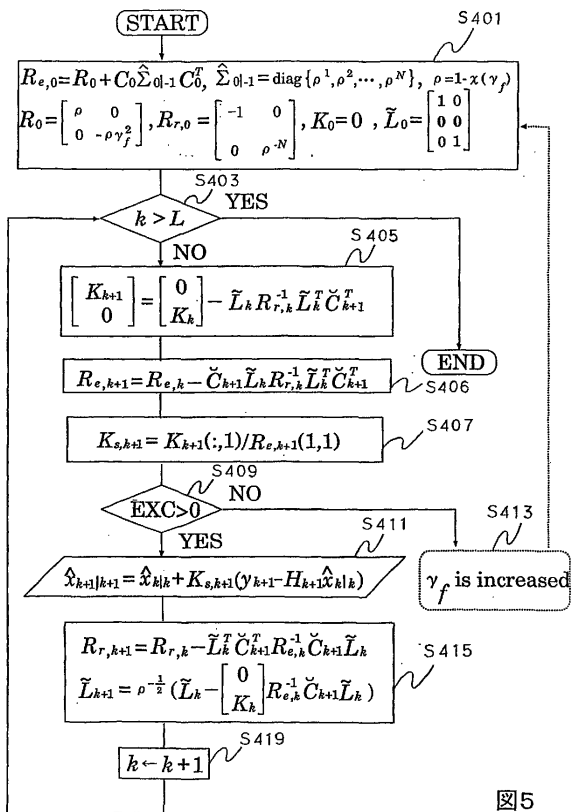 START
S401
R_{e,0} = R_0 + C_0 \hat{Σ}_{0|-1} C_0^T, \hat{Σ}_{0|-1} = diag{ρ^1, ρ^2, ···, ρ^N}, ρ = 1 - χ(γ_f)
R_0 = [ρ 0; 0 -ργ_f^2], R_{r,0} = [-1 0; 0 ρ^{-N}], K_0 = 0, \tilde{L}_0 = [1 0; 0 0; 0 1]
S403
k > L
YES
NO
S405
[K_{k+1}; 0] = [0; K_k] - \tilde{L}_k R_{r,k}^{-1} \tilde{L}_k^T \breve{C}_{k+1}^T
END
R_{e,k+1} = R_{e,k} - \breve{C}_{k+1} \tilde{L}_k R_{r,k}^{-1} \tilde{L}_k^T \breve{C}_{k+1}^T
S406
S407
K_{s,k+1} = K_{k+1}(:,1)/R_{e,k+1}(1,1)
S409
EXC>0
NO
YES
S413
γ_f is increased
S411
\hat{x}_{k+1|k+1} = \hat{x}_{k|k} + K_{s,k+1}(y_{k+1} - H_{k+1} \hat{x}_{k|k})
S415
R_{r,k+1} = R_{r,k} - \tilde{L}_k^T \breve{C}_{k+1}^T R_{e,k}^{-1} \breve{C}_{k+1} \tilde{L}_k
\tilde{L}_{k+1} = ρ^{-1/2} (\tilde{L}_k - [0; K_k] R_{e,k}^{-1} \breve{C}_{k+1} \tilde{L}_k)
S419
k ← k+1
図5